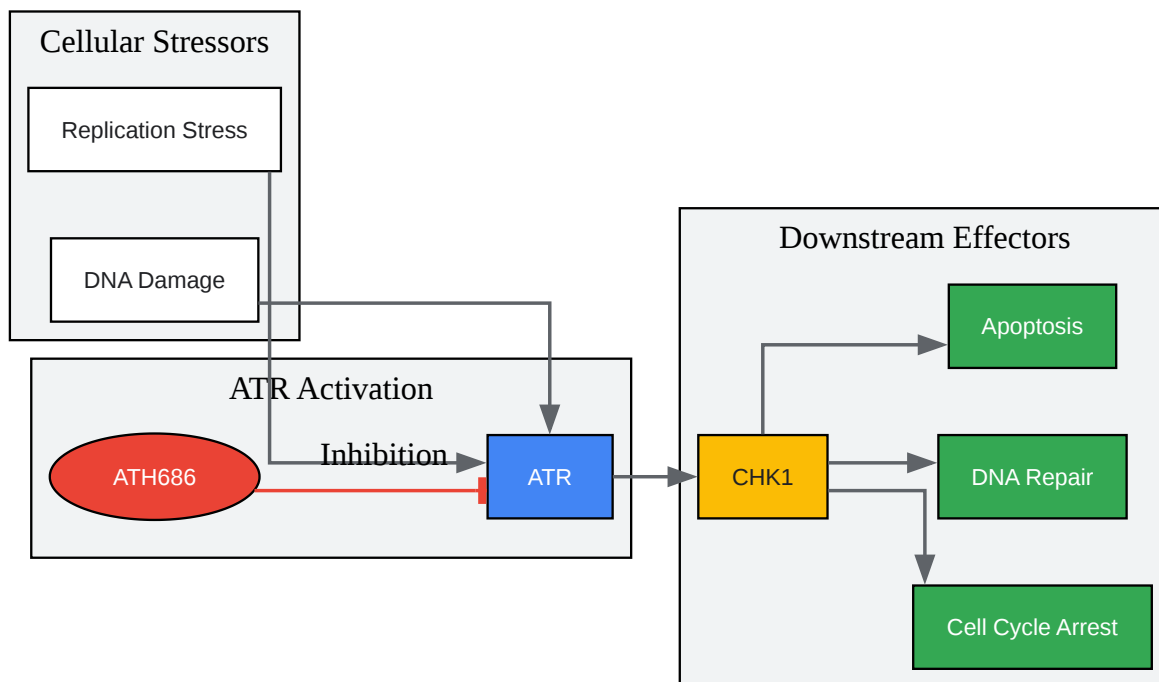 Cellular Stressors
Replication Stress
DNA Damage
ATR Activation
Inhibition
ATH686
ATR
Downstream Effectors
Apoptosis
CHK1
DNA Repair
Cell Cycle Arrest